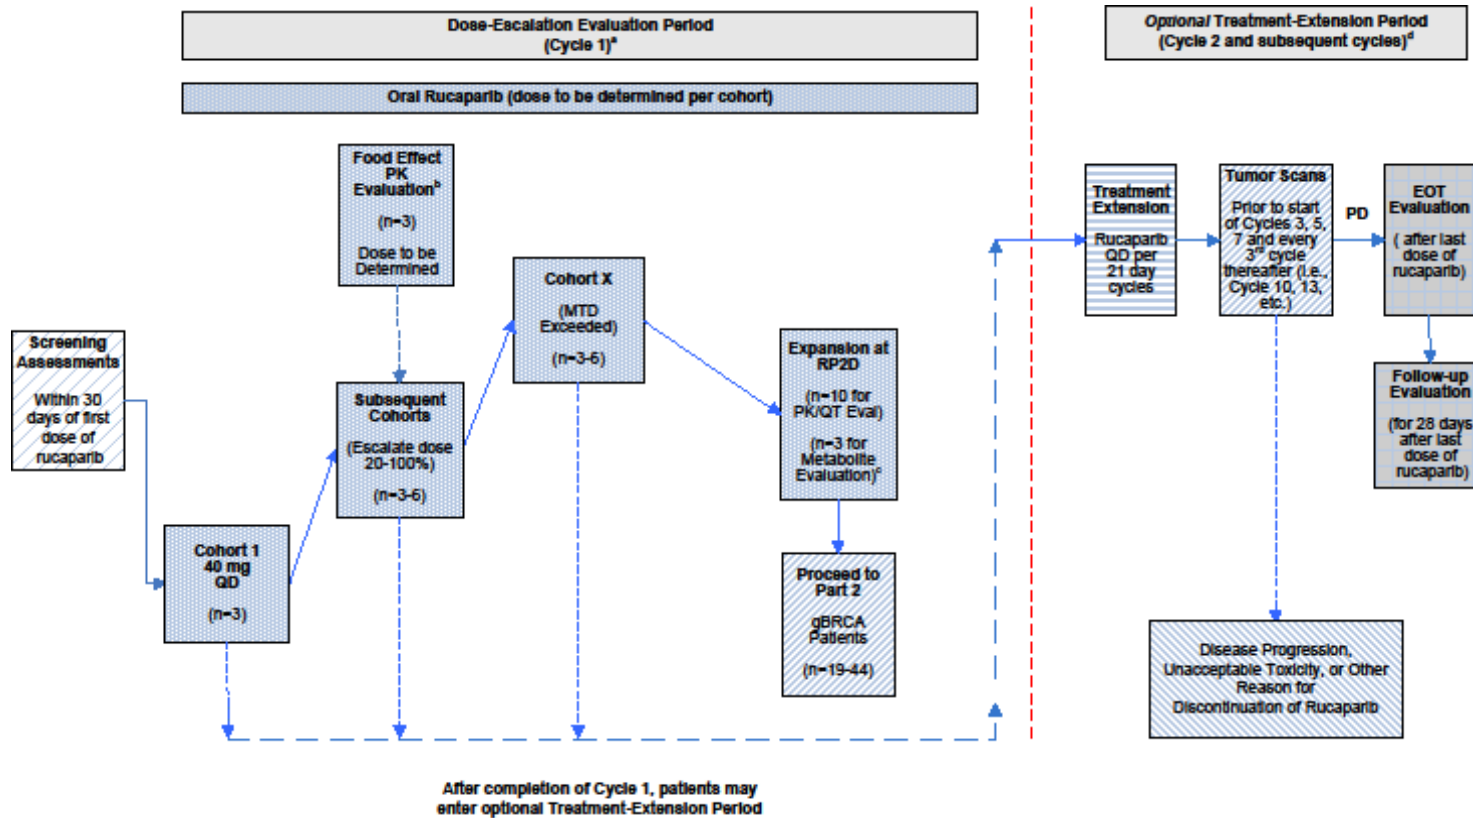 Dose-Escalation Evaluation Period
(Cycle 1)a
Optional Treatment-Extension Period
(Cycle 2 and subsequent cycles)d
Oral Rucaparib (dose to be determined per cohort)
Food Effect
PK
Evaluationb
(n=3)
Dose to be
Determined
Screening
Assessments
Within 30
days of first
dose of
rucaparib
Cohort 1
40 mg
QD
(n=3)
Subsequent
Cohorts
(Escalate dose
20-100%)
(n=3-6)
Cohort X
(MTD
Exceeded)
(n=3-6)
Expansion at
RP2D
(n=10 for
PK/QT Eval)
(n=3 for
Metabolite
Evaluation)c
Proceed to
Part 2
gBRCA
Patients
(n=19-44)
Treatment
Extension
Rucaparib
QD per
21 day
cycles
Tumor Scans
Prior to start
of Cycles 3, 5,
7 and every
3rd cycle
thereafter (i.e.,
Cycle 10, 13,
etc.)
PD
EOT
Evaluation
( after last
dose of
rucaparib)
Follow-up
Evaluation
(for 28 days
after last
dose of
rucaparib)
Disease Progression,
Unacceptable Toxicity, or Other
Reason for
Discontinuation of Rucaparib
After completion of Cycle 1, patients may
enter optional Treatment-Extension Period